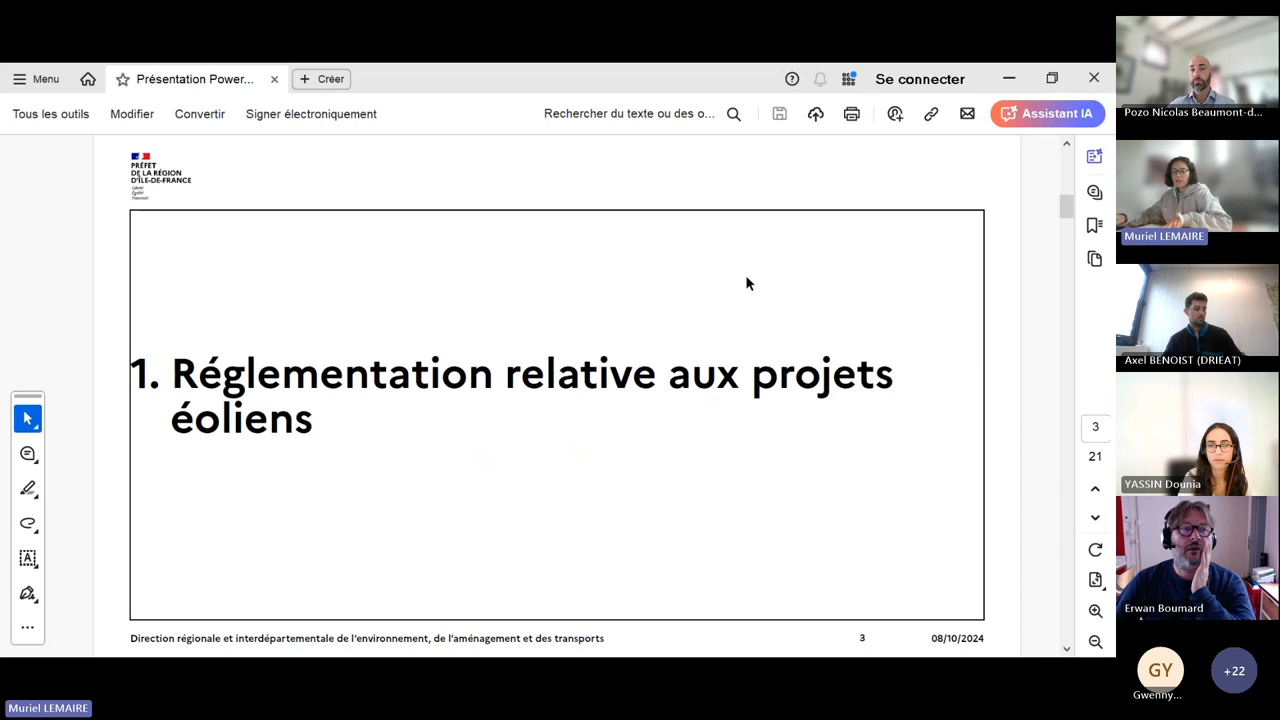 Menu
Présentation Power...
Créer
Se connecter
Tous les outils
Modifier
Convertir
Signer électroniquement
Rechercher du texte ou des o...
Assistant IA
PRÉFET
DE LA RÉGION
D'ÎLE-DE-FRANCE
Liberté
Égalité
Fraternité
1. Réglementation relative aux projets
éoliens
Direction régionale et interdépartementale de l'environnement, de l'aménagement et des transports
3
08/10/2024
3
21
Pozo Nicolas Beaumont-d...
Muriel LEMAIRE
Axel BENOIST (DRIEAT)
YASSIN Dounia
Erwan Boumard
GY
Gwenny...
+22
Muriel LEMAIRE